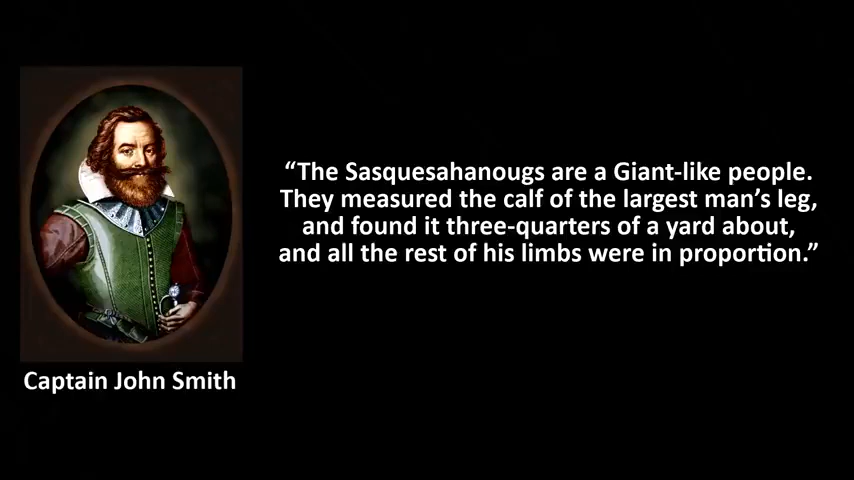 “The Sasquesahanougs are a Giant-like people.
They measured the calf of the largest man’s leg,
and found it three-quarters of a yard about,
and all the rest of his limbs were in proportion.”
Captain John Smith